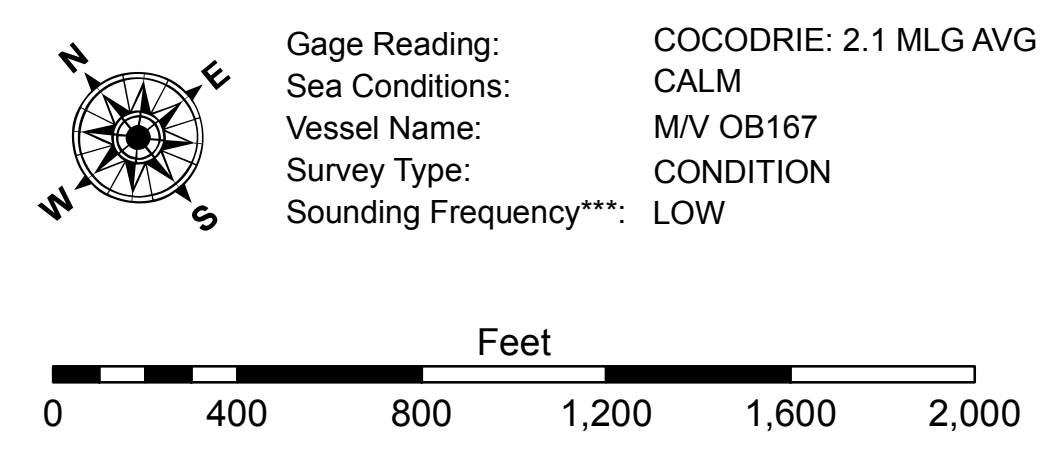 N
E
W
S
Gage Reading: COCODRIE: 2.1 MLG AVG
Sea Conditions: CALM
Vessel Name: M/V OB167
Survey Type: CONDITION
Sounding Frequency***: LOW
Feet
0 400 800 1,200 1,600 2,000